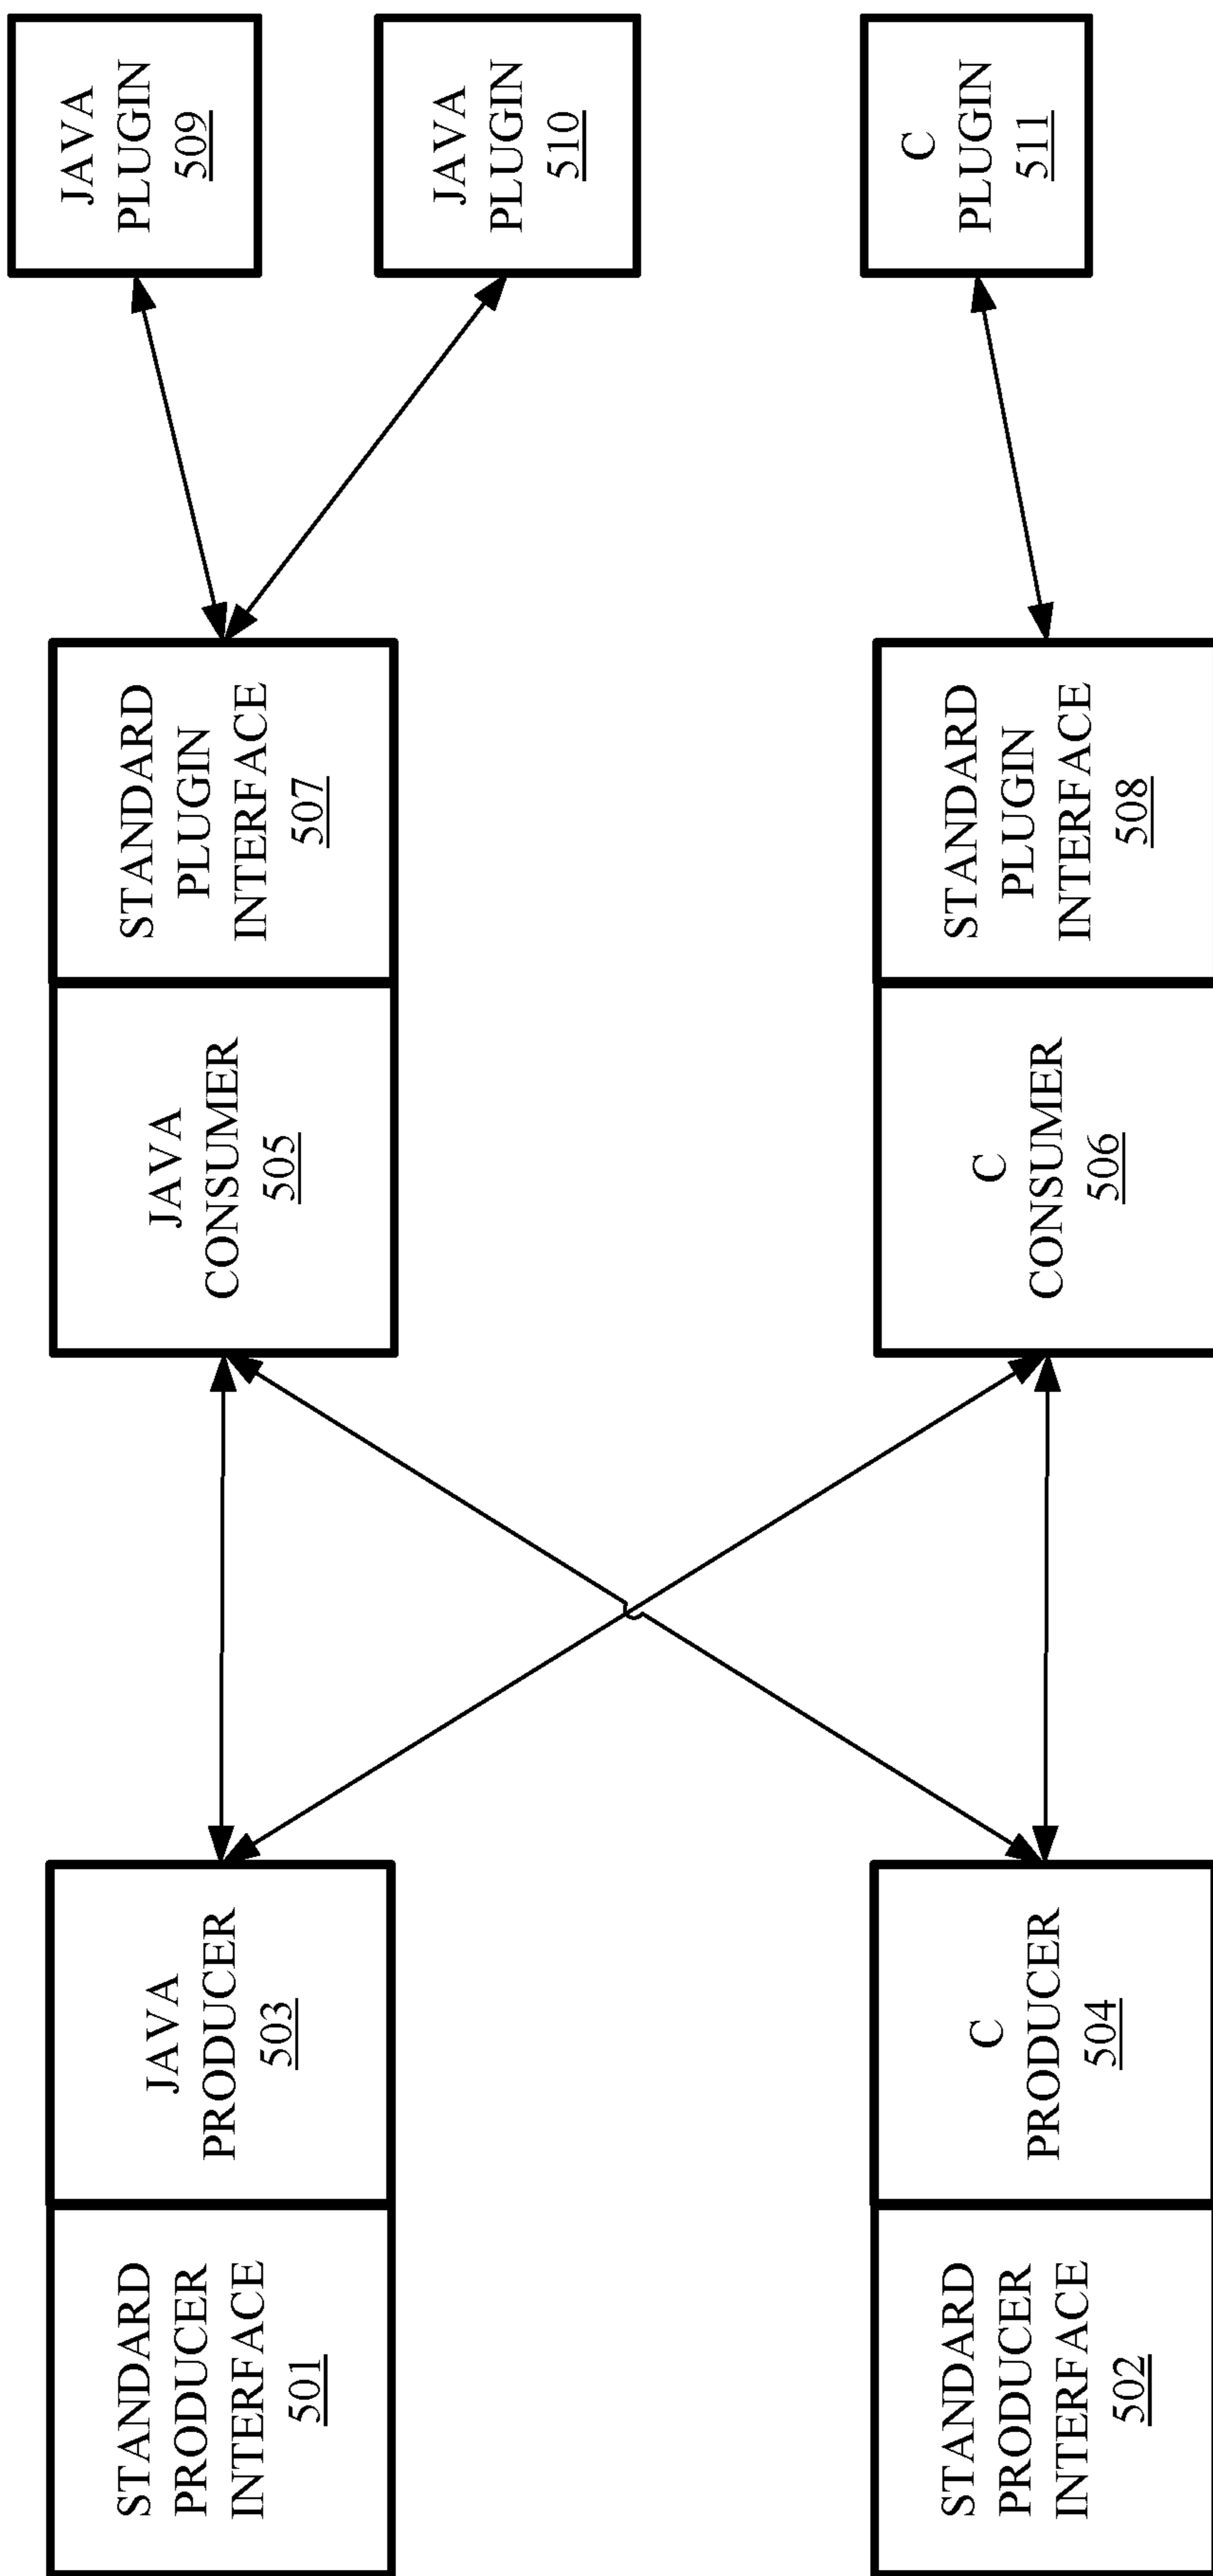 STANDARD
PRODUCER
INTERFACE
501
JAVA
PRODUCER
503
JAVA
CONSUMER
505
STANDARD
PLUGIN
INTERFACE
507
JAVA
PLUGIN
509
JAVA
PLUGIN
510
STANDARD
PRODUCER
INTERFACE
502
C
PRODUCER
504
C
CONSUMER
506
STANDARD
PLUGIN
INTERFACE
508
C
PLUGIN
511